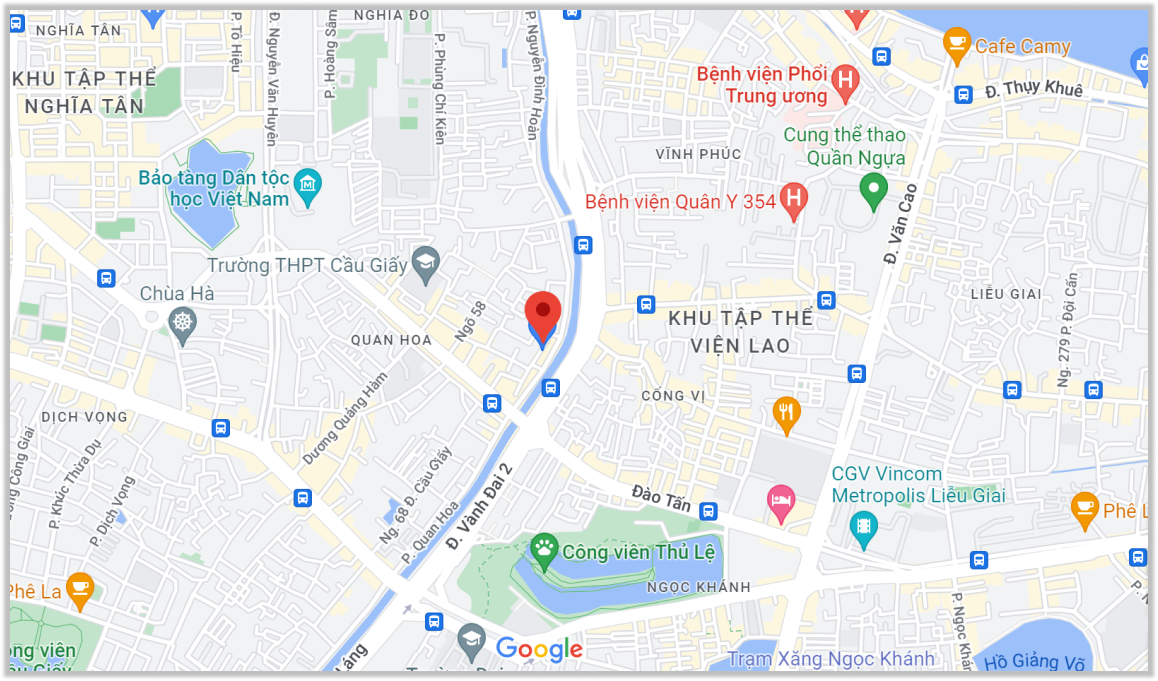 NGHĨA TÂN
P. Tô Hiệu
Đ. Nguyễn Văn Huyên
P. Hoàng Sâm
NGHĨA ĐÔ
P. Phùng Chí Kiên
P. Nguyễn Đình Hoàn
Cafe Camy
KHU TẬP THỂ
NGHĨA TÂN
Bệnh viện Phổi
Trung ương
Đ. Thụy Khuê
Cung thể thao
Quần Ngựa
VĨNH PHÚC
Bảo tàng Dân tộc
học Việt Nam
Bệnh viện Quân Y 354
Đ. Văn Cao
Trường THPT Cầu Giấy
Chùa Hà
LIỄU GIAI
Ng. 279 P. Đội Cấn
Ngõ 58
QUAN HOA
KHU TẬP THỂ
VIỆN LAO
CỐNG VỊ
DỊCH VỌNG
Dương Quảng Hàm
P. Khúc Thừa Dụ
P. Dịch Vọng
Ng. 68 Đ. Cầu Giấy
P. Quan Hoa
Đ. Vành Đai 2
Đào Tấn
CGV Vincom
Metropolis Liễu Giai
Phê L
Công viên Thủ Lệ
NGỌC KHÁNH
Phê La
P. Ngọc Khán
ông viên
ầu Giấy
Láng
Google
Trạm Xăng Ngọc Khánh
Hồ Giảng Võ